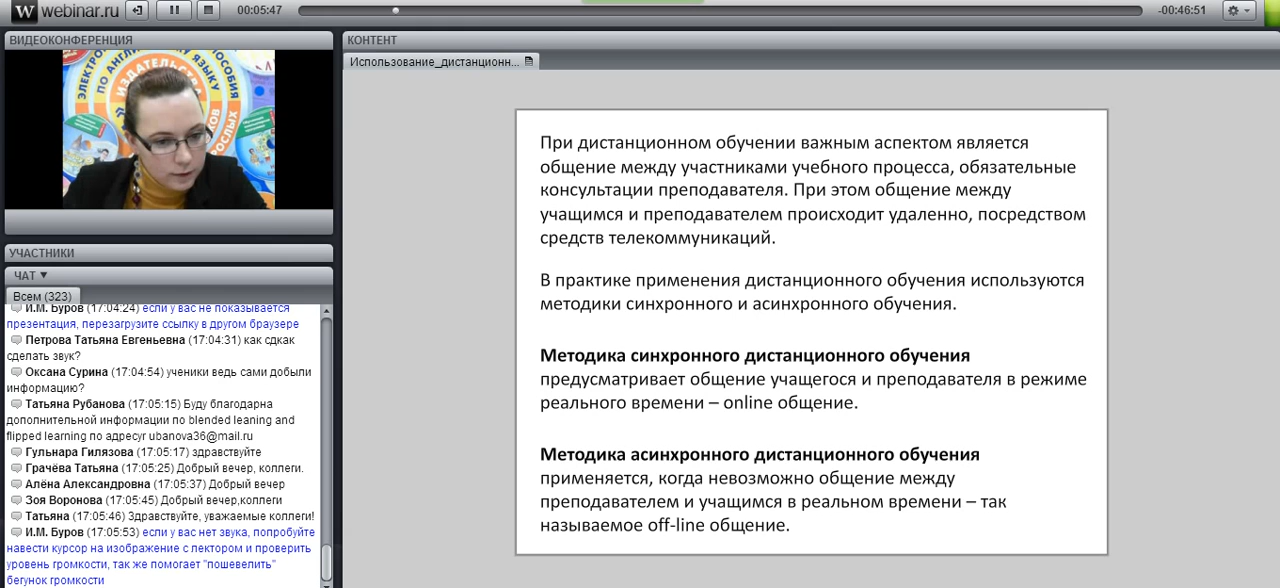 webinar.ru
00:05:47
-00:46:51
ВИДЕОКОНФЕРЕНЦИЯ
ЭЛЕКТРОН
ПОСОБИЯ
ПО АНГЛ
ЯЗЫКУ
ИЗДАТЕЛЬСТВА
РОСЛЫХ
УЧАСТНИКИ
ЧАТ
Всем (323)
И.М. Буров (17:04:24) если у вас не показывается
презентация, перезагрузите ссылку в другом браузере
Петрова Татьяна Евгеньевна (17:04:31) как сдкак
сделать звук?
Оксана Сурина (17:04:54) ученики ведь сами добыли
информацию?
Татьяна Рубанова (17:05:15) Буду благодарна
дополнительной информации по blended leaning and
flipped learning по адресуг ubanova36@mail.ru
Гульнара Гилязова (17:05:17) здравствуйте
Грачёва Татьяна (17:05:25) Добрый вечер, коллеги.
Алёна Александровна (17:05:37) Добрый вечер
Зоя Воронова (17:05:45) Добрый вечер,коллеги
Татьяна (17:05:46) Здравствуйте, уважаемые коллеги!
И.М. Буров (17:05:53) если у вас нет звука, попробуйте
навести курсор на изображение с лектором и проверить
уровень громкости, так же помогает "пошевелить"
бегунок громкости
КОНТЕНТ
Использование_дистанционн...
При дистанционном обучении важным аспектом является
общение между участниками учебного процесса, обязательные
консультации преподавателя. При этом общение между
учащимся и преподавателем происходит удаленно, посредством
средств телекоммуникаций.
В практике применения дистанционного обучения используются
методики синхронного и асинхронного обучения.
Методика синхронного дистанционного обучения
предусматривает общение учащегося и преподавателя в режиме
реального времени – online общение.
Методика асинхронного дистанционного обучения
применяется, когда невозможно общение между
преподавателем и учащимся в реальном времени – так
называемое off-line общение.